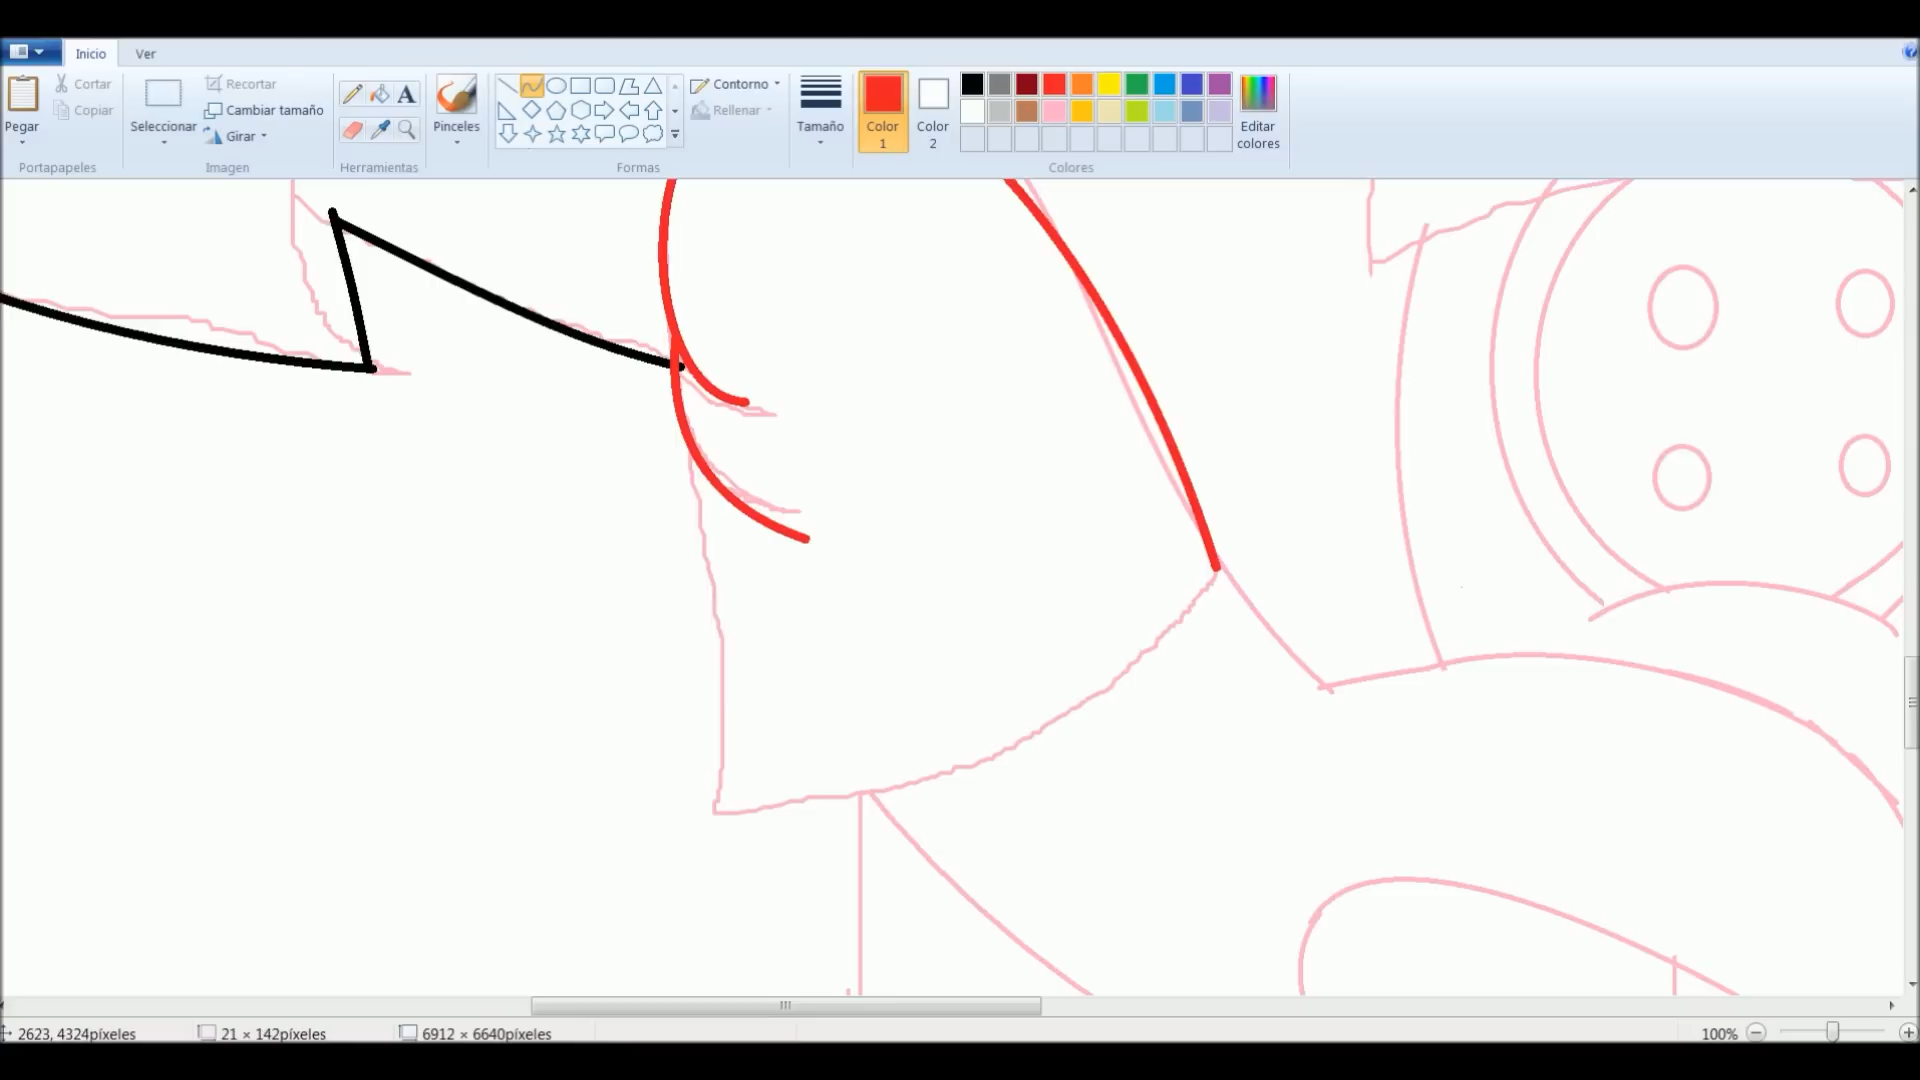 Inicio Ver
Pegar
Cortar
Copiar
Portapapeles
Seleccionar
Recortar
Cambiar tamaño
Girar
Imagen
A
Herramientas
Pinceles
Contorno
Rellenar
Formas
Tamaño
Color
1
Color
2
Editar
colores
Colores
2623, 4324píxeles 21 × 142píxeles 6912 × 6640píxeles 100%